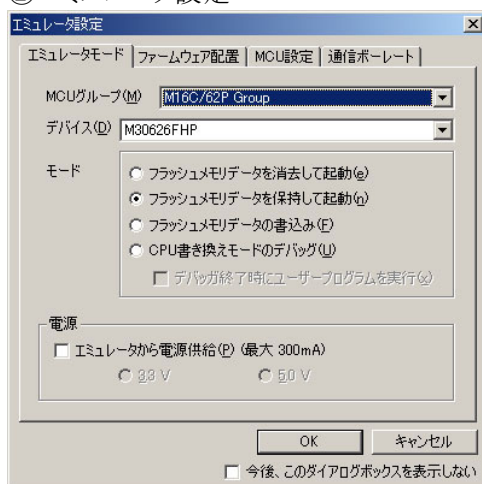 エミュレータ設定
エミュレータモード ファームウェア配置 MCU設定 通信ボーレート
MCUグループ(M) M16C/62P Group
デバイス(D) M30626FHP
モード
フラッシュメモリデータを消去して起動(e)
フラッシュメモリデータを保持して起動(n)
フラッシュメモリデータの書込み(F)
CPU書き換えモードのデバッグ(U)
デバッガ終了時にユーザープログラムを実行(x)
電源
エミュレータから電源供給(P) (最大 300mA)
3.3 V 5.0 V
OK キャンセル
今後、このダイアログボックスを表示しない